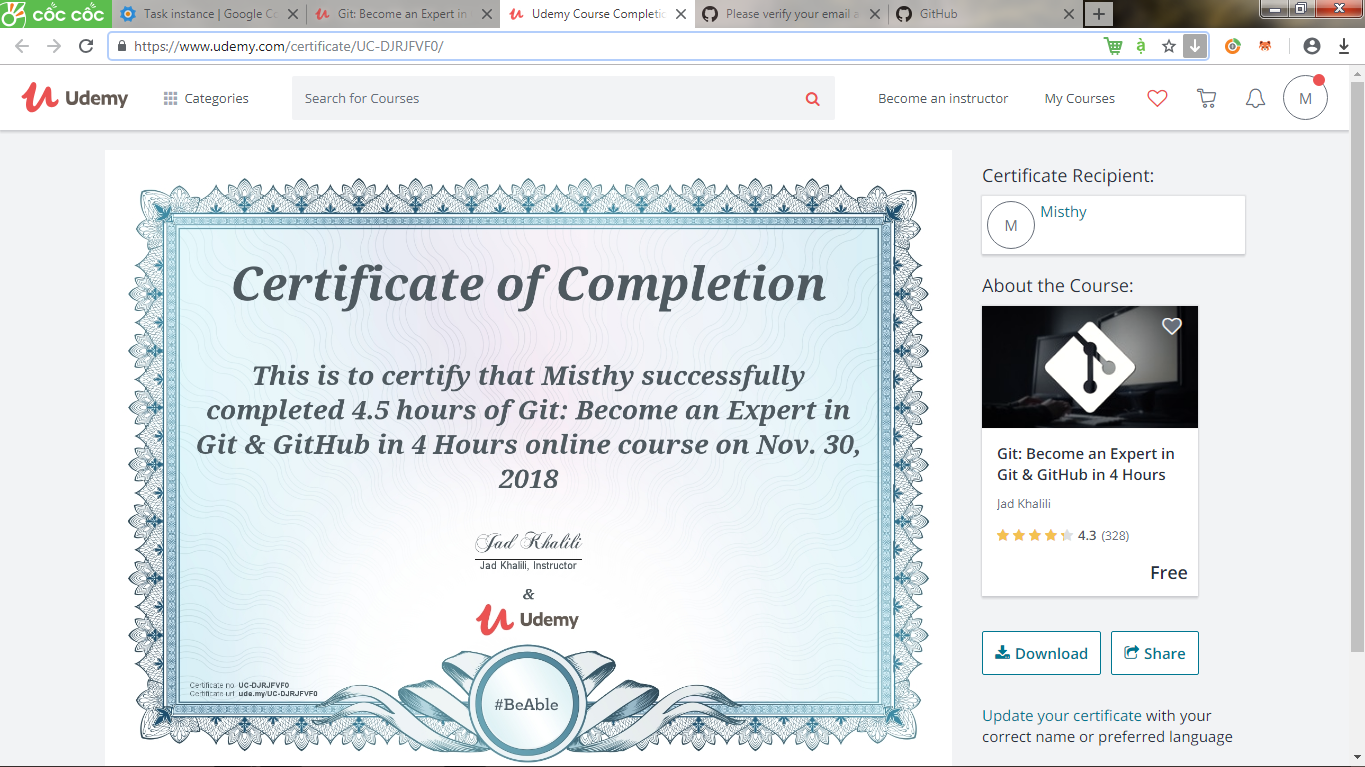 CỐC CỐC
Task instance | Google Co
Git: Become an Expert in
Udemy Course Completio
Please verify your email a
GitHub
https://www.udemy.com/certificate/UC-DJRJFVF0/
Udemy
Categories
Search for Courses
Become an instructor
My Courses
M
Certificate of Completion
This is to certify that Misthy successfully
completed 4.5 hours of Git: Become an Expert in
Git & GitHub in 4 Hours online course on Nov. 30,
2018
Jad Khalili
Jad Khalili, Instructor
&
Udemy
#BeAble
Certificate no: UC-DJRJFVF0
Certificate url: ude.my/UC-DJRJFVF0
Certificate Recipient:
M
Misthy
About the Course:
Git: Become an Expert in
Git & GitHub in 4 Hours
Jad Khalili
4.3 (328)
Free
Download
Share
Update your certificate with your
correct name or preferred language